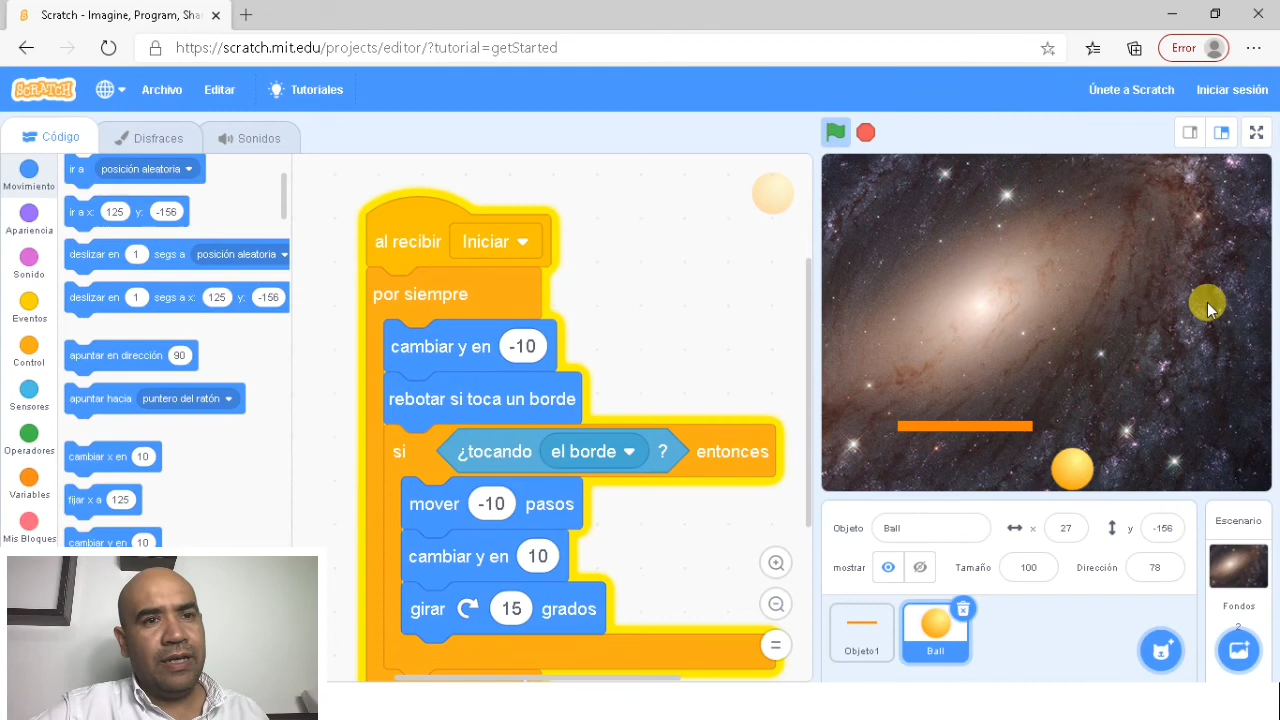 Scratch - Imagine, Program, Sha
https://scratch.mit.edu/projects/editor/?tutorial=getStarted
Error
SCRATCH
Archivo
Editar
Tutoriales
Únete a Scratch
Iniciar sesión
Código
Disfraces
Sonidos
Movimiento
Apariencia
Sonido
Eventos
Control
Sensores
Operadores
Variables
Mis Bloques
ir a posición aleatoria
ir a x: 125 y: -156
deslizar en 1 segs a posición aleatoria
deslizar en 1 segs a x: 125 y: -156
apuntar en dirección 90
apuntar hacia puntero del ratón
cambiar x en 10
fijar x a 125
cambiar y en 10
al recibir Iniciar
por siempre
cambiar y en -10
rebotar si toca un borde
si ¿tocando el borde ? entonces
mover -10 pasos
cambiar y en 10
girar 15 grados
Objeto Ball x 27 y -156
mostrar Tamaño 100 Dirección 78
Objeto1
Ball
Escenario
Fondos
2